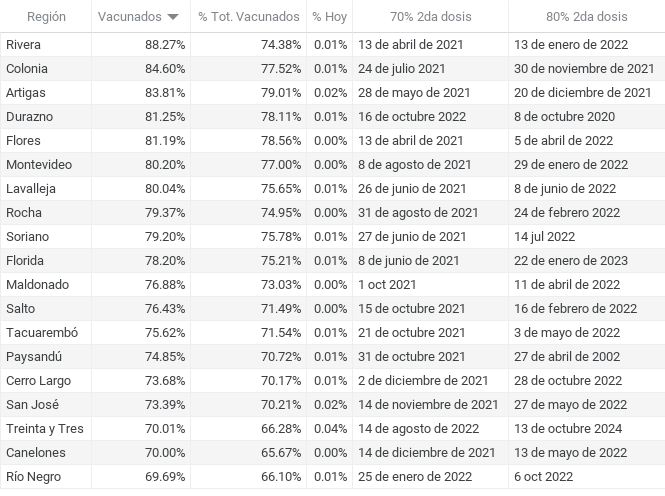 Región Vacunados % Tot. Vacunados % Hoy 70% 2da dosis 80% 2da dosis
Rivera 88.27% 74.38% 0.01% 13 de abril de 2021 13 de enero de 2022
Colonia 84.60% 77.52% 0.01% 24 de julio 2021 30 de noviembre de 2021
Artigas 83.81% 79.01% 0.02% 28 de mayo de 2021 20 de diciembre de 2021
Durazno 81.25% 78.11% 0.01% 16 de octubre 2022 8 de octubre 2020
Flores 81.19% 78.56% 0.00% 13 de abril de 2021 5 de abril de 2022
Montevideo 80.20% 77.00% 0.00% 8 de agosto de 2021 29 de enero de 2022
Lavalleja 80.04% 75.65% 0.01% 26 de junio de 2021 8 de junio de 2022
Rocha 79.37% 74.95% 0.00% 31 de agosto de 2021 24 de febrero 2022
Soriano 79.20% 75.78% 0.01% 27 de junio de 2021 14 jul 2022
Florida 78.20% 75.21% 0.01% 8 de junio de 2021 22 de enero de 2023
Maldonado 76.88% 73.03% 0.00% 1 oct 2021 11 de abril de 2022
Salto 76.43% 71.49% 0.00% 15 de octubre 2021 16 de febrero de 2022
Tacuarembó 75.62% 71.54% 0.01% 21 de octubre 2021 3 de mayo de 2022
Paysandú 74.85% 70.72% 0.01% 31 de octubre 2021 27 de abril de 2002
Cerro Largo 73.68% 70.17% 0.01% 2 de diciembre de 2021 28 de octubre 2022
San José 73.39% 70.21% 0.02% 14 de noviembre de 2021 27 de mayo de 2022
Treinta y Tres 70.01% 66.28% 0.04% 14 de agosto de 2022 13 de octubre 2024
Canelones 70.00% 65.67% 0.00% 14 de diciembre de 2021 13 de mayo de 2022
Río Negro 69.69% 66.10% 0.01% 25 de enero de 2022 6 oct 2022